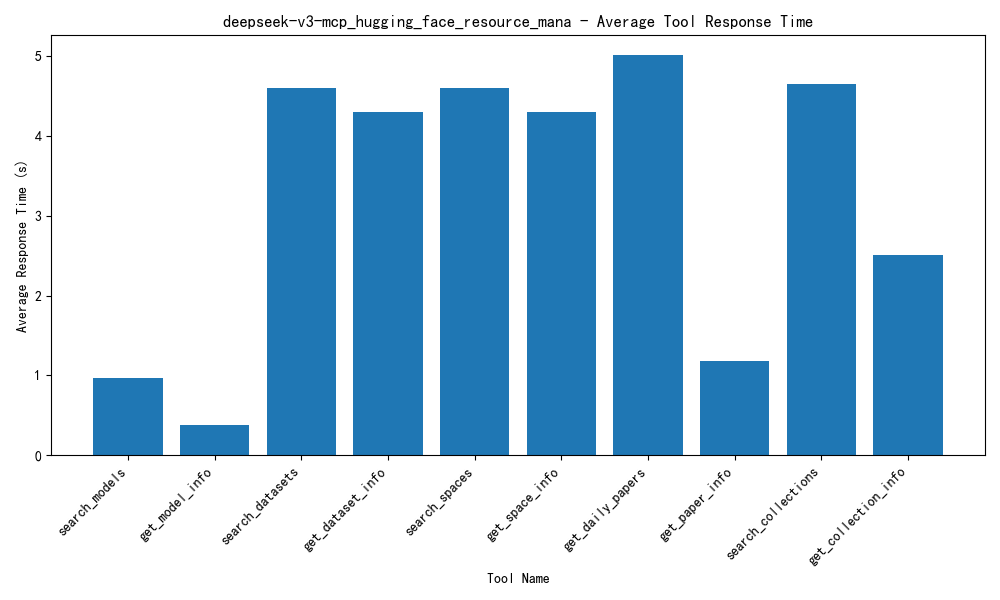 deepseek-v3-mcp_hugging_face_resource_mana - Average Tool Response Time
Average Response Time (s)
5
4
3
2
1
0
search_models
get_model_info
search_datasets
get_dataset_info
search_spaces
get_space_info
get_daily_papers
get_paper_info
search_collections
get_collection_info
Tool Name